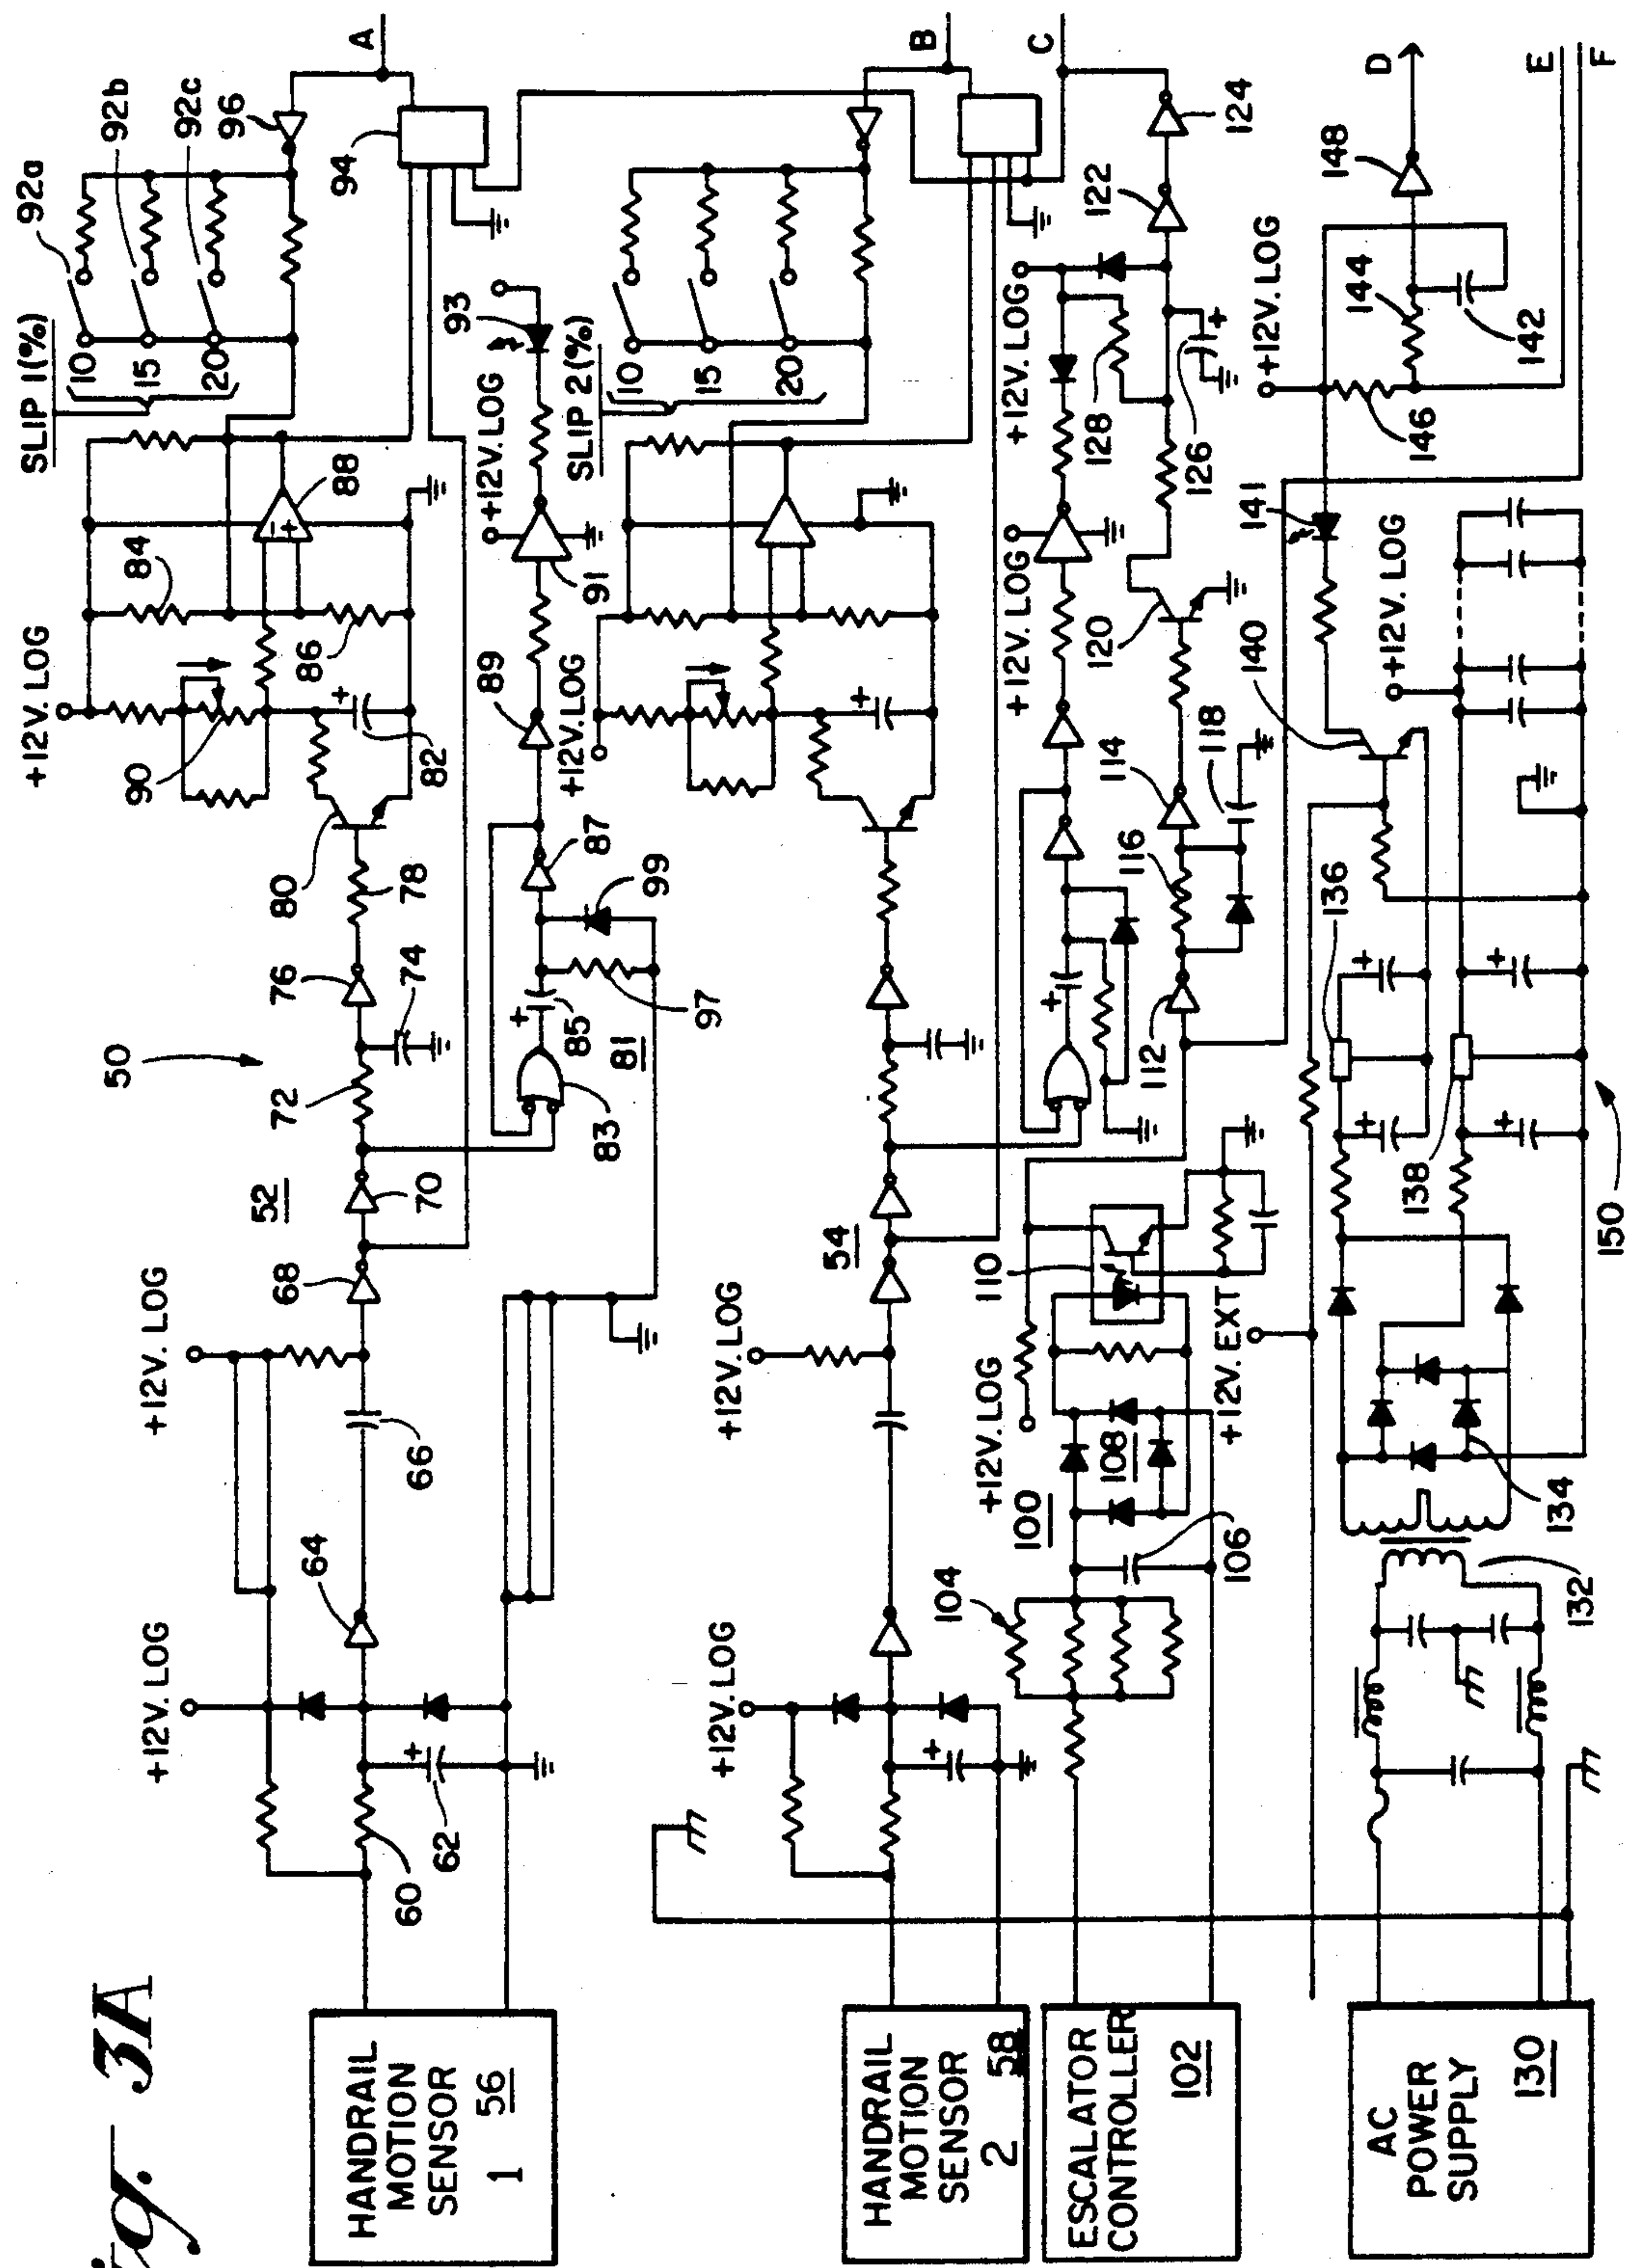 Fig. 3A
50
SLIP 1 (%)
10
15
20
92a
92b
92c
96
A
94
+12V. LOG
84
90
86
88
82
80
78
76
74
72
52
70
68
+12V. LOG
66
64
+12V. LOG
60
62
HANDRAIL
MOTION
SENSOR
1
56
93
+12V. LOG
91
89
87
99
85
81
97
83
SLIP 2 (%)
10
15
20
B
+12V. LOG
54
+12V. LOG
+12V. LOG
HANDRAIL
MOTION
SENSOR
2
58
C
+12V. LOG
+12V. LOG
128
126
122
124
120
114
118
116
112
110
+12V. LOG
100
108
104
106
ESCALATOR
CONTROLLER
102
+12V. EXT
+12V. LOG
D
148
144
142
146
E
F
141
+12V. LOG
140
136
138
150
134
132
AC
POWER
SUPPLY
130